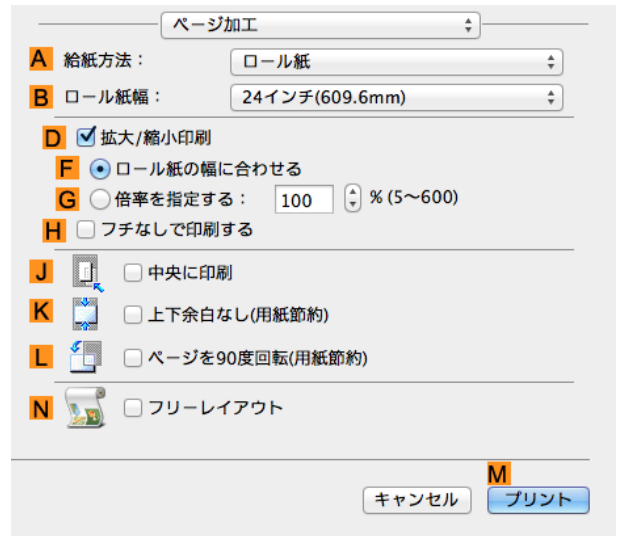 ページ加工
A 給紙方法： ロール紙
B ロール紙幅： 24インチ(609.6mm)
D 拡大/縮小印刷
F ロール紙の幅に合わせる
G 倍率を指定する： 100 % (5〜600)
H フチなしで印刷する
J 中央に印刷
K 上下余白なし(用紙節約)
L ページを90度回転(用紙節約)
N フリーレイアウト
M
キャンセル プリント